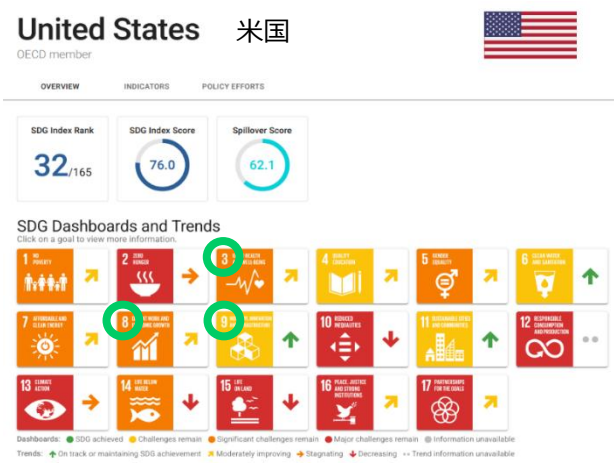 United States 米国
OECD member
OVERVIEW INDICATORS POLICY EFFORTS
SDG Index Rank SDG Index Score Spillover Score
32/165 76.0 62.1
SDG Dashboards and Trends
Click on a goal to view more information.
1 NO POVERTY
2 ZERO HUNGER
3 HEALTH
4 QUALITY EDUCATION
5 GENDER EQUALITY
6 CLEAN WATER AND SANITATION
7 AFFORDABLE AND CLEAN ENERGY
8 WORK AND GROWTH
9
10 REDUCED INEQUALITIES
11 SUSTAINABLE CITIES AND COMMUNITIES
12 RESPONSIBLE CONSUMPTION AND PRODUCTION
13 CLIMATE ACTION
14 LIFE BELOW WATER
15 LIFE ON LAND
16 PEACE, JUSTICE AND STRONG INSTITUTIONS
17 PARTNERSHIPS FOR THE GOALS
Dashboards: SDG achieved Challenges remain Significant challenges remain Major challenges remain Information unavailable
Trends: On track or maintaining SDG achievement Moderately improving Stagnating Decreasing Trend information unavailable